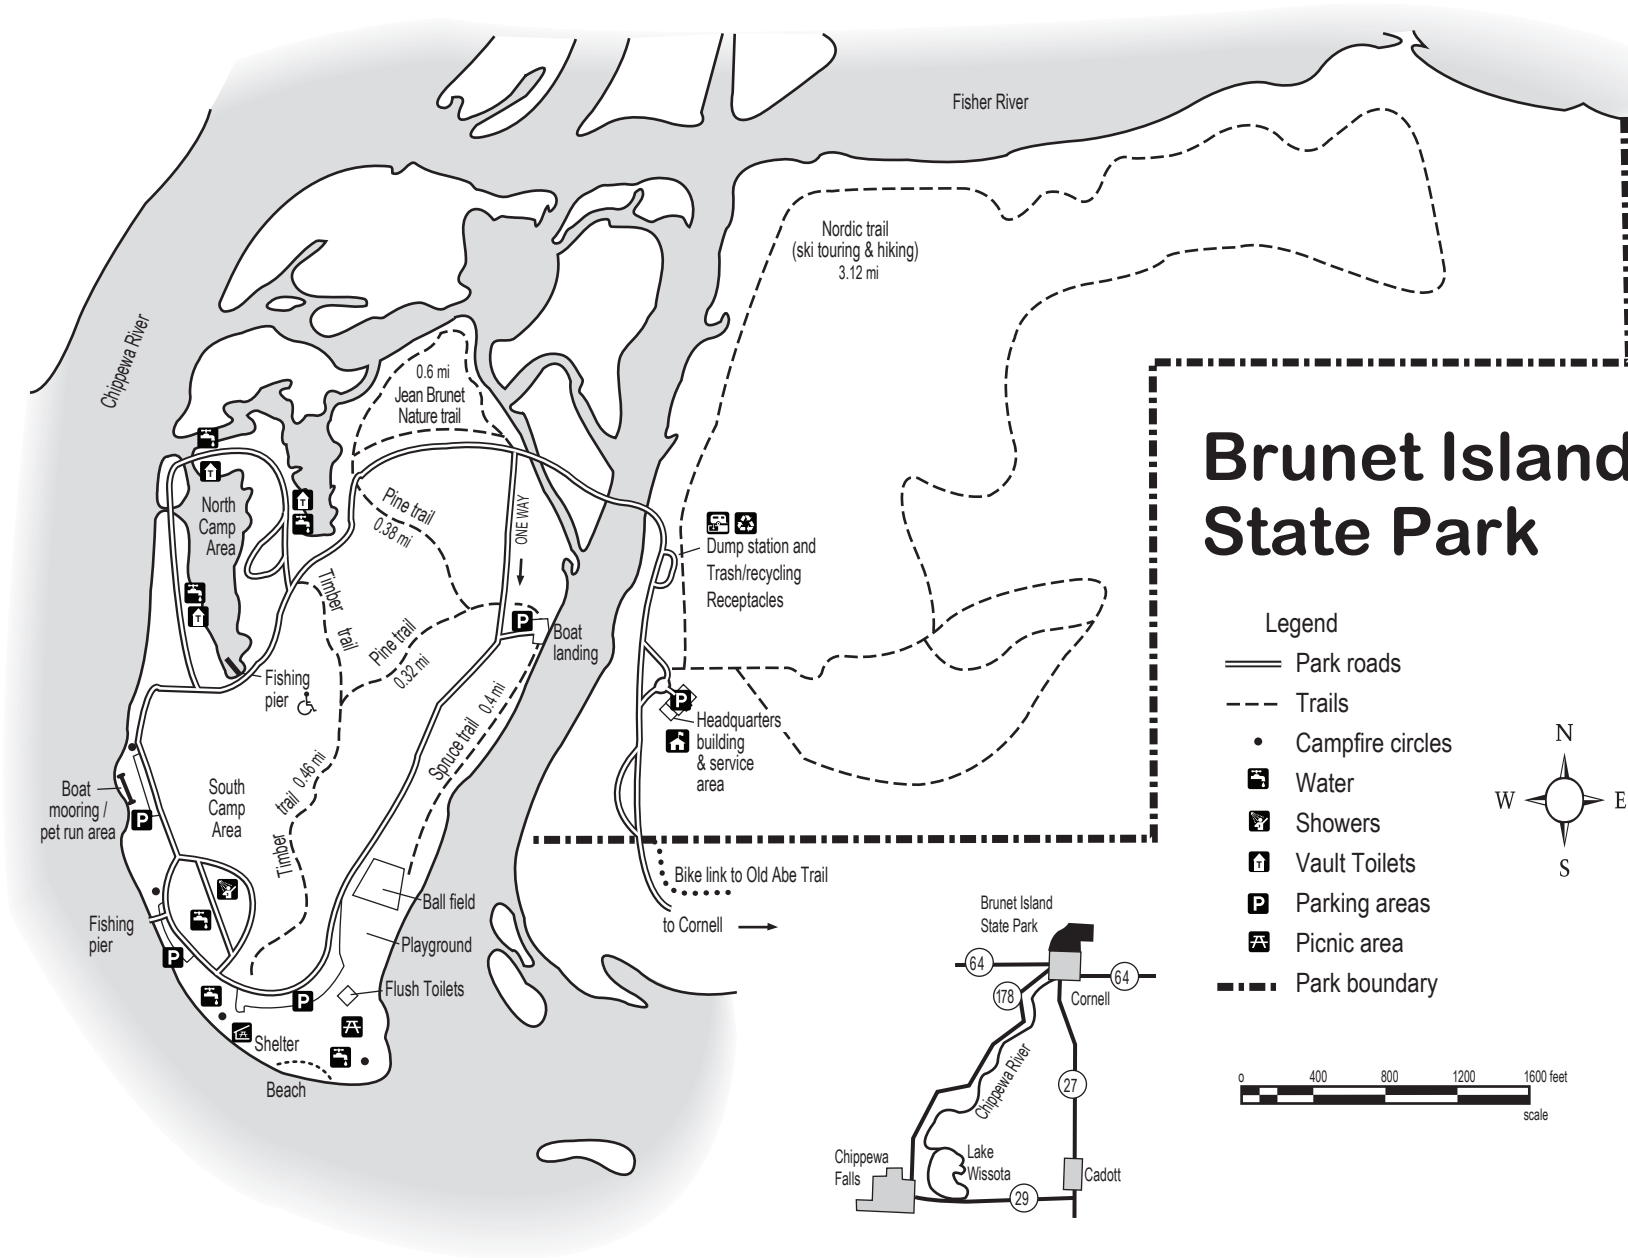 Fisher River
Nordic trail
(ski touring & hiking)
3.12 mi
Chippewa River
0.6 mi
Jean Brunet
Nature trail
T
North
Camp
Area
T
T
Pine trail
0.38 mi
ONE WAY
Dump station and
Trash/recycling
Receptacles
Timber
trail
Pine trail
0.32 mi
P
Boat
landing
Fishing
pier
Spruce trail 0.4 mi
P
Headquarters
building
& service
area
Boat
mooring /
pet run area
P
South
Camp
Area
Timber
trail 0.46 mi
Fishing
pier
P
Ball field
Playground
Flush Toilets
P
Shelter
Beach
Bike link to Old Abe Trail
to Cornell
Brunet Island
State Park
Legend
Park roads
Trails
Campfire circles
Water
Showers
T
Vault Toilets
P
Parking areas
Picnic area
Park boundary
N
W
E
S
o 400 800 1200 1600 feet
scale
Brunet Island
State Park
64
64
178
Cornell
Chippewa River
27
Chippewa
Falls
Lake
Wissota
Cadott
29